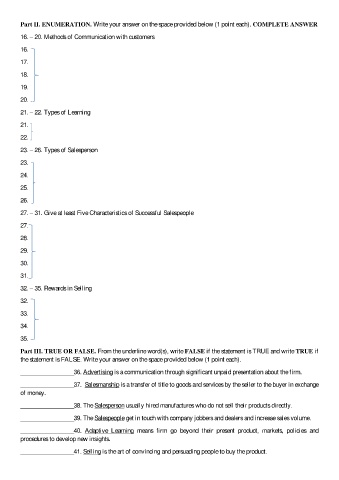 Part II. ENUMERATION. Write your answer on the space provided below (1 point each). COMPLETE ANSWER
16. – 20. Methods of Communication with customers
16.
17.
18.
19.
20.
21. – 22. Types of Learning
21.
22.
23. – 26. Types of Salesperson
23.
24.
25.
26.
27. – 31. Give at least Five Characteristics of Successful Salespeople
27.
28.
29.
30.
31.
32. – 35. Rewards in Selling
32.
33.
34.
35.
Part III. TRUE OR FALSE. From the underline word(s), write FALSE if the statement is TRUE and write TRUE if
the statement is FALSE. Write your answer on the space provided below (1 point each).
__________________36. Advertising is a communication through significant unpaid presentation about the firm.
__________________37. Salesmanship is a transfer of title to goods and services by the seller to the buyer in exchange
of money.
__________________38. The Salesperson usually hired manufactures who do not sell their products directly.
__________________39. The Salespeople get in touch with company jobbers and dealers and increase sales volume.
__________________40. Adaptive Learning means firm go beyond their present product, markets, policies and
procedures to develop new insights.
__________________41. Selling is the art of convincing and persuading people to buy the product.